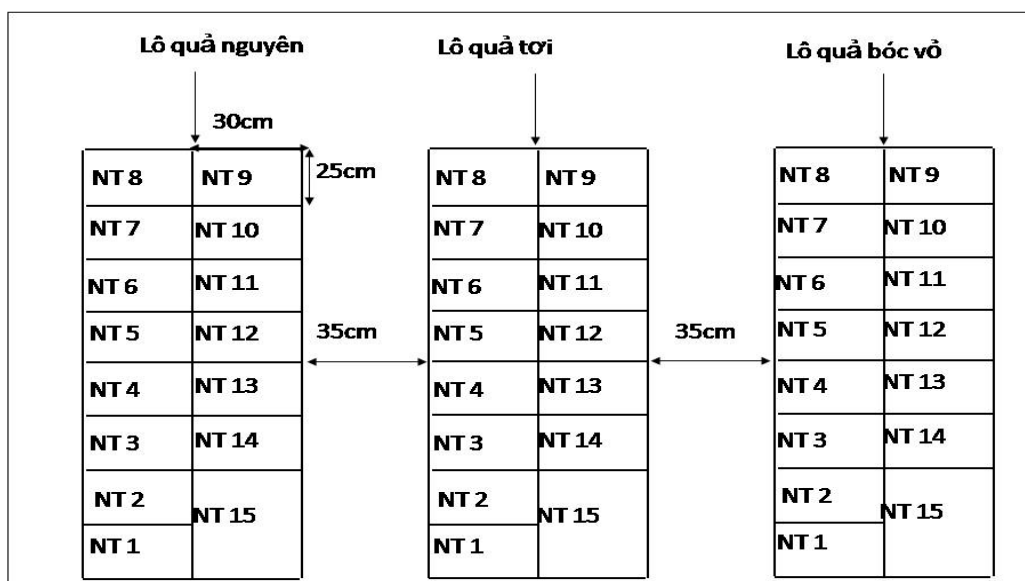 Lô quả nguyên
Lô quả tơi
Lô quả bóc vỏ
30cm
25cm
35cm
35cm
NT 8 NT 9
NT 7 NT 10
NT 6 NT 11
NT 5 NT 12
NT 4 NT 13
NT 3 NT 14
NT 2 NT 15
NT 1
NT 8 NT 9
NT 7 NT 10
NT 6 NT 11
NT 5 NT 12
NT 4 NT 13
NT 3 NT 14
NT 2 NT 15
NT 1
NT 8 NT 9
NT 7 NT 10
NT 6 NT 11
NT 5 NT 12
NT 4 NT 13
NT 3 NT 14
NT 2 NT 15
NT 1